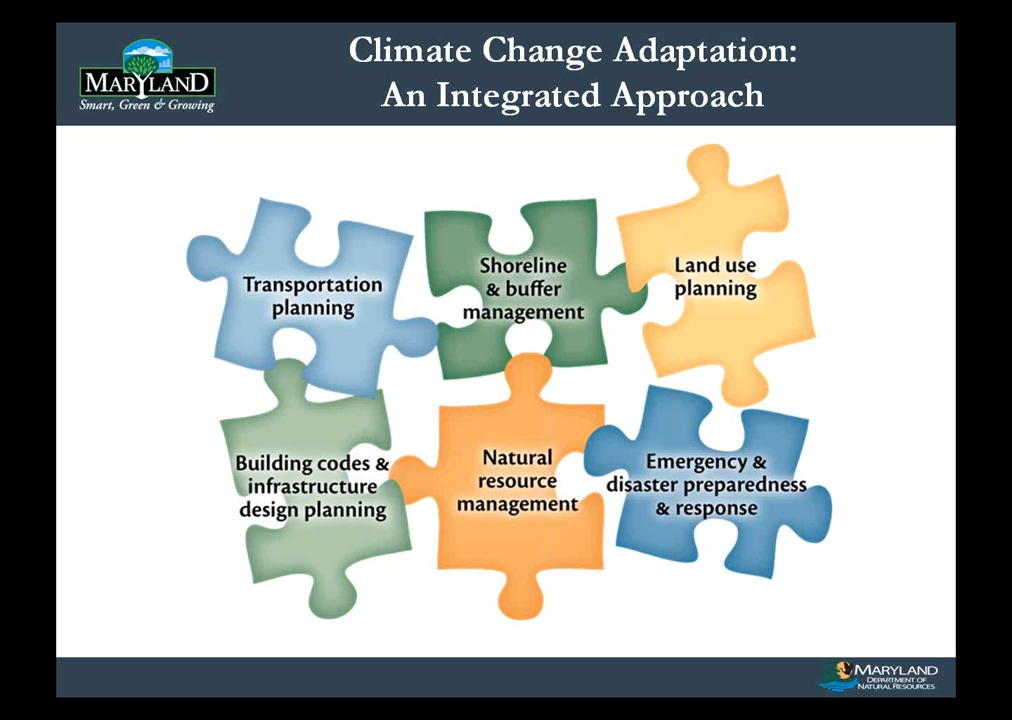 MARYLAND
Smart, Green & Growing
Climate Change Adaptation:
An Integrated Approach
Transportation
planning
Shoreline
& buffer
management
Land use
planning
Building codes &
infrastructure
design planning
Natural
resource
management
Emergency &
disaster preparedness
& response
MARYLAND
DEPARTMENT OF
NATURAL RESOURCES